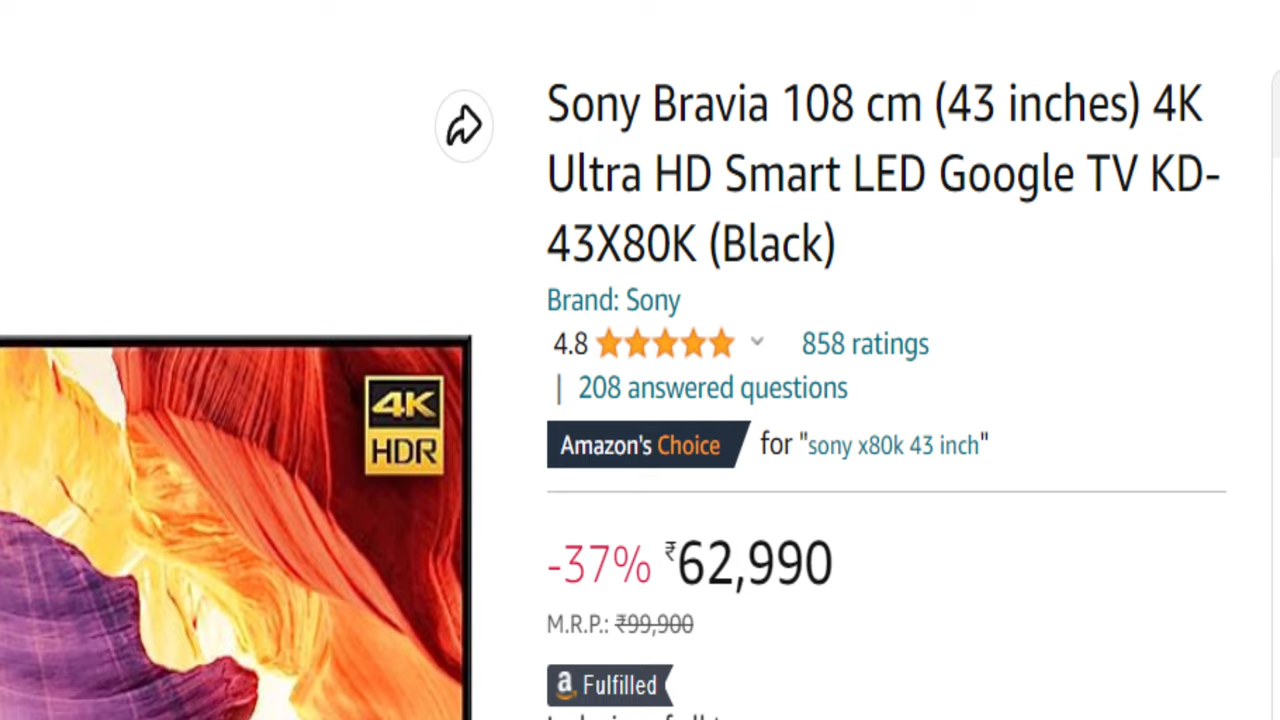 Sony Bravia 108 cm (43 inches) 4K
Ultra HD Smart LED Google TV KD-
43X80K (Black)
Brand: Sony
4.8 858 ratings
| 208 answered questions
Amazon's Choice for "sony x80k 43 inch"
4K
HDR
-37% ₹62,990
M.R.P.: ₹99,900
a Fulfilled